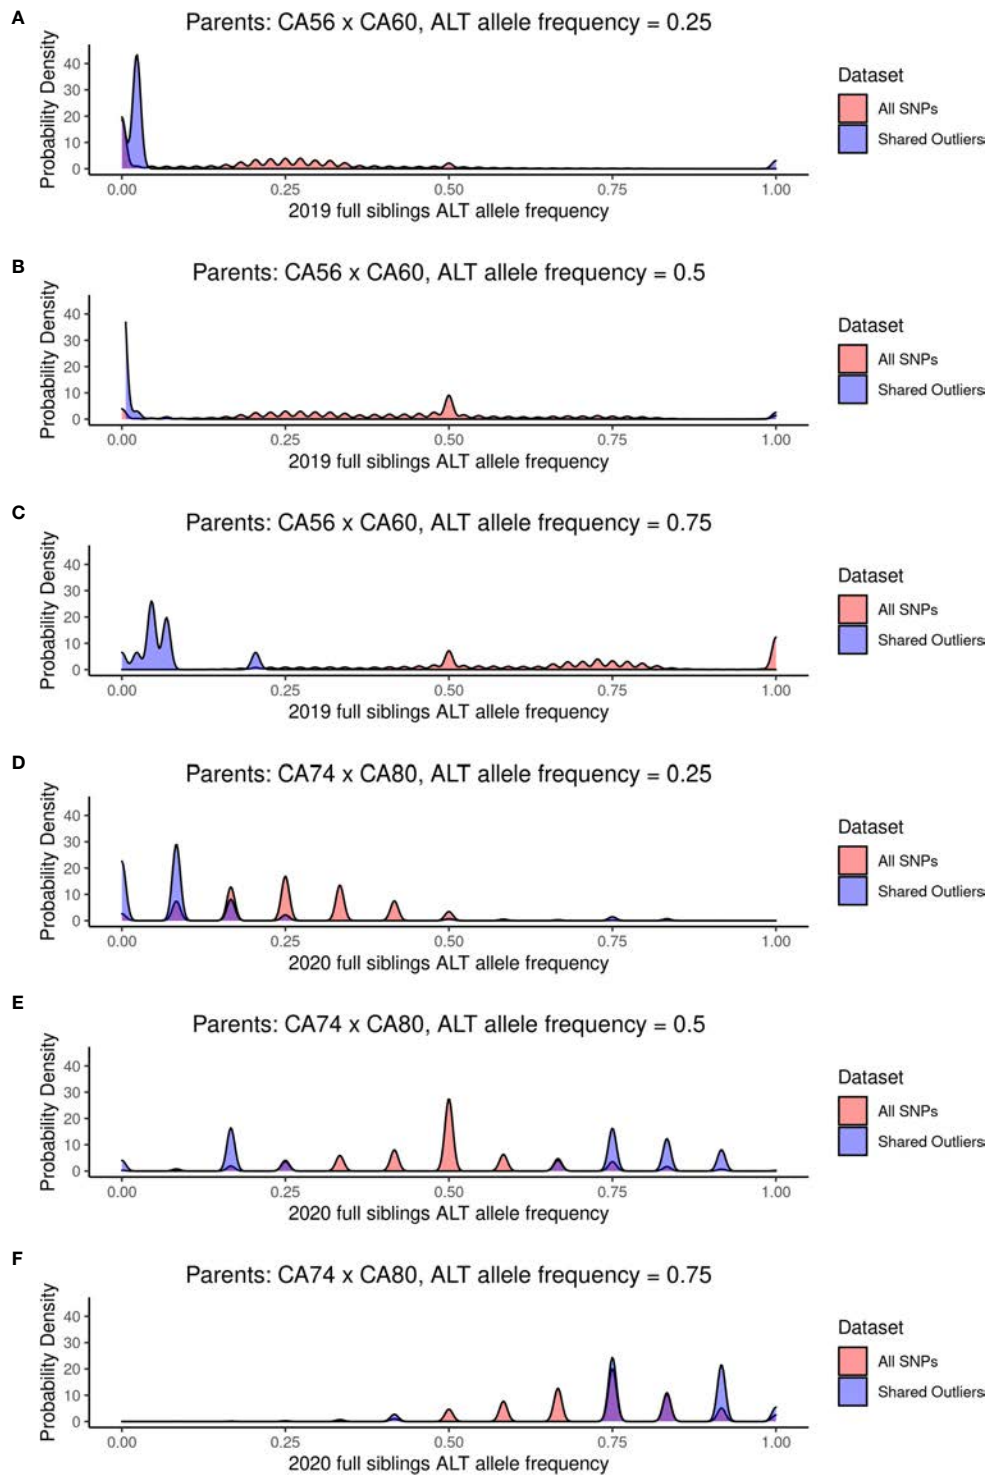 A
Parents: CA56 x CA60, ALT allele frequency = 0.25
Probability Density
40
30
20
10
0
0.00 0.25 0.50 0.75 1.00
2019 full siblings ALT allele frequency
Dataset
All SNPs
Shared Outliers
B
Parents: CA56 x CA60, ALT allele frequency = 0.5
Probability Density
40
30
20
10
0
0.00 0.25 0.50 0.75 1.00
2019 full siblings ALT allele frequency
Dataset
All SNPs
Shared Outliers
C
Parents: CA56 x CA60, ALT allele frequency = 0.75
Probability Density
40
30
20
10
0
0.00 0.25 0.50 0.75 1.00
2019 full siblings ALT allele frequency
Dataset
All SNPs
Shared Outliers
D
Parents: CA74 x CA80, ALT allele frequency = 0.25
Probability Density
40
30
20
10
0
0.00 0.25 0.50 0.75 1.00
2020 full siblings ALT allele frequency
Dataset
All SNPs
Shared Outliers
E
Parents: CA74 x CA80, ALT allele frequency = 0.5
Probability Density
40
30
20
10
0
0.00 0.25 0.50 0.75 1.00
2020 full siblings ALT allele frequency
Dataset
All SNPs
Shared Outliers
F
Parents: CA74 x CA80, ALT allele frequency = 0.75
Probability Density
40
30
20
10
0
0.00 0.25 0.50 0.75 1.00
2020 full siblings ALT allele frequency
Dataset
All SNPs
Shared Outliers